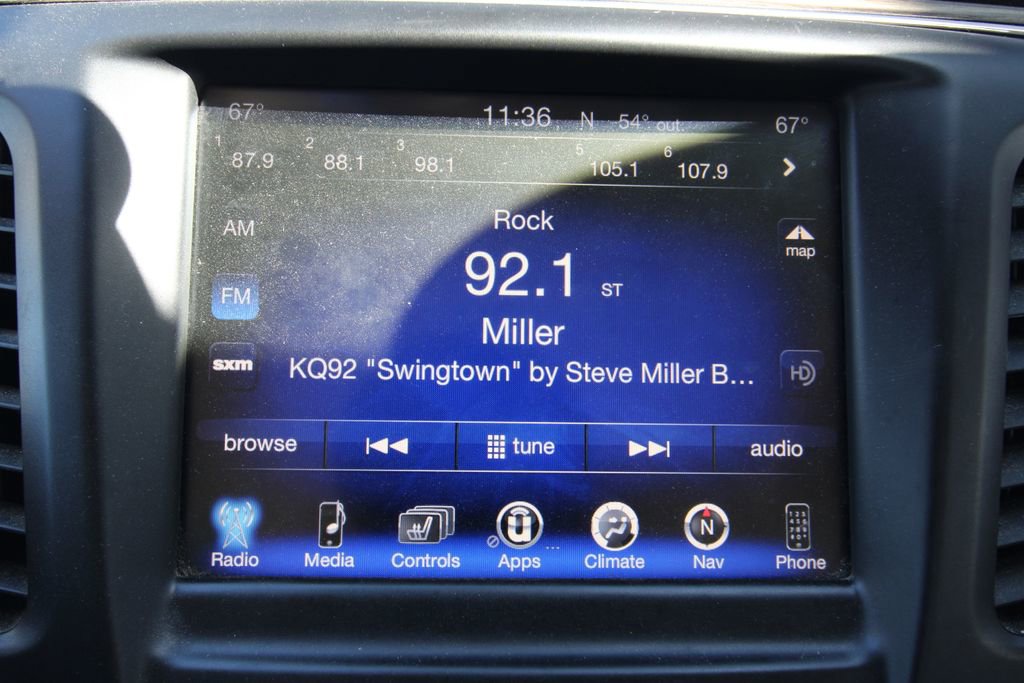 67° 11:36 N 54° out 67°
1 87.9 2 88.1 3 98.1 5 105.1 6 107.9
Rock
AM
map
92.1 ST
FM
Miller
sxm
KQ92 "Swingtown" by Steve Miller B...
HD
browse tune audio
u ... N
Radio Media Controls Apps Climate Nav Phone